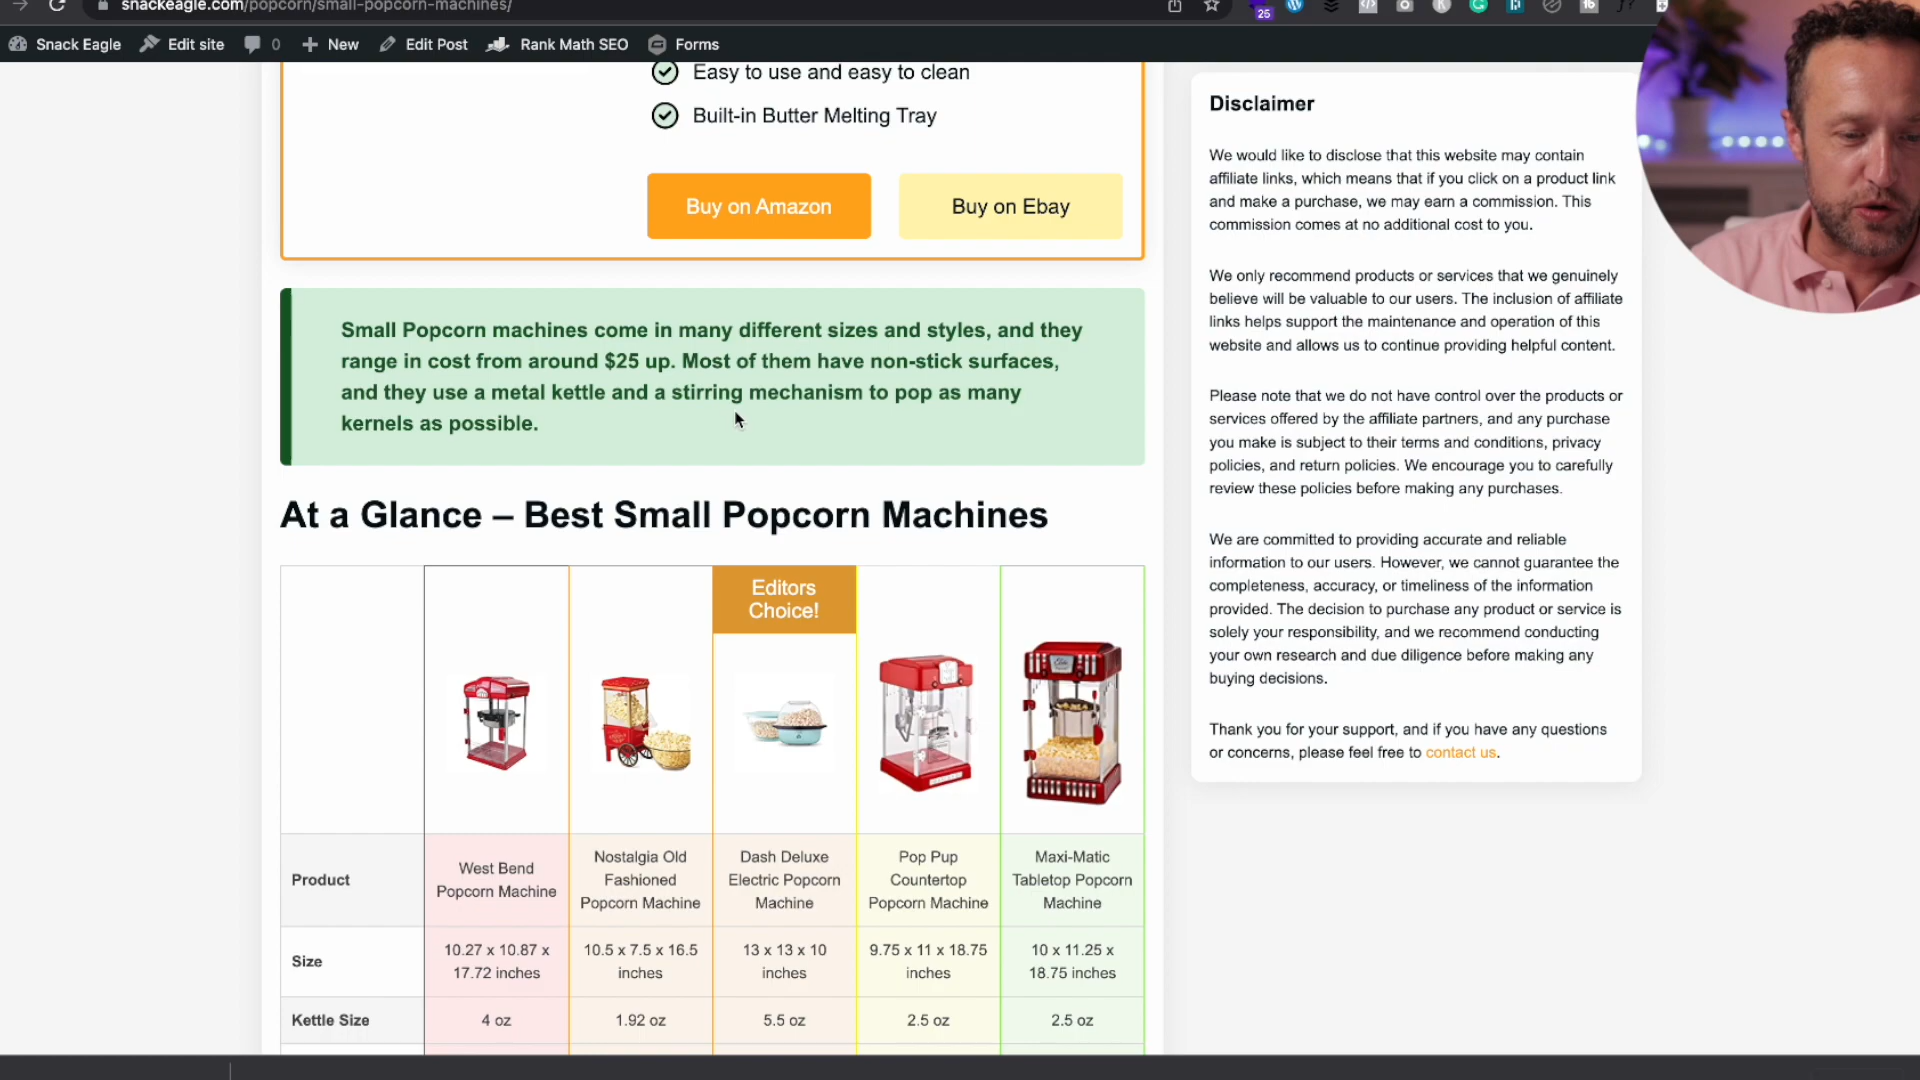 snackeagle.com/popcorn/small-popcorn-machines/
25
Snack Eagle
Edit site
0
New
Edit Post
Rank Math SEO
Forms
Easy to use and easy to clean
Built-in Butter Melting Tray
Buy on Amazon
Buy on Ebay
Small Popcorn machines come in many different sizes and styles, and they
range in cost from around $25 up. Most of them have non-stick surfaces,
and they use a metal kettle and a stirring mechanism to pop as many
kernels as possible.
At a Glance – Best Small Popcorn Machines
Editors
Choice!
Product
West Bend
Popcorn Machine
Nostalgia Old
Fashioned
Popcorn Machine
Dash Deluxe
Electric Popcorn
Machine
Pop Pup
Countertop
Popcorn Machine
Maxi-Matic
Tabletop Popcorn
Machine
Size
10.27 x 10.87 x
17.72 inches
10.5 x 7.5 x 16.5
inches
13 x 13 x 10
inches
9.75 x 11 x 18.75
inches
10 x 11.25 x
18.75 inches
Kettle Size
4 oz
1.92 oz
5.5 oz
2.5 oz
2.5 oz
Disclaimer
We would like to disclose that this website may contain
affiliate links, which means that if you click on a product link
and make a purchase, we may earn a commission. This
commission comes at no additional cost to you.
We only recommend products or services that we genuinely
believe will be valuable to our users. The inclusion of affiliate
links helps support the maintenance and operation of this
website and allows us to continue providing helpful content.
Please note that we do not have control over the products or
services offered by the affiliate partners, and any purchase
you make is subject to their terms and conditions, privacy
policies, and return policies. We encourage you to carefully
review these policies before making any purchases.
We are committed to providing accurate and reliable
information to our users. However, we cannot guarantee the
completeness, accuracy, or timeliness of the information
provided. The decision to purchase any product or service is
solely your responsibility, and we recommend conducting
your own research and due diligence before making any
buying decisions.
Thank you for your support, and if you have any questions
or concerns, please feel free to contact us.